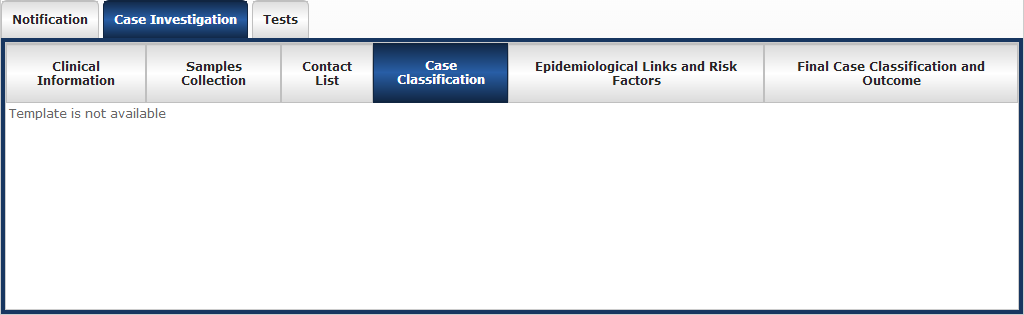 Notification
Case Investigation
Tests
Clinical
Information
Samples
Collection
Contact
List
Case
Classification
Epidemiological Links and Risk
Factors
Final Case Classification and
Outcome
Template is not available